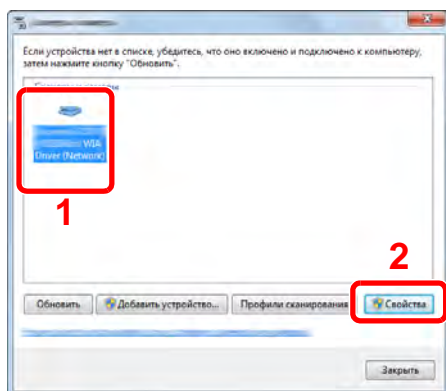 Если устройства нет в списке, убедитесь, что оно включено и подключено к компьютеру,
затем нажмите кнопку "Обновить".
WIA
Driver (Network)
1
2
Обновить
Добавить устройство...
Профили сканирования
Свойства
Закрыть